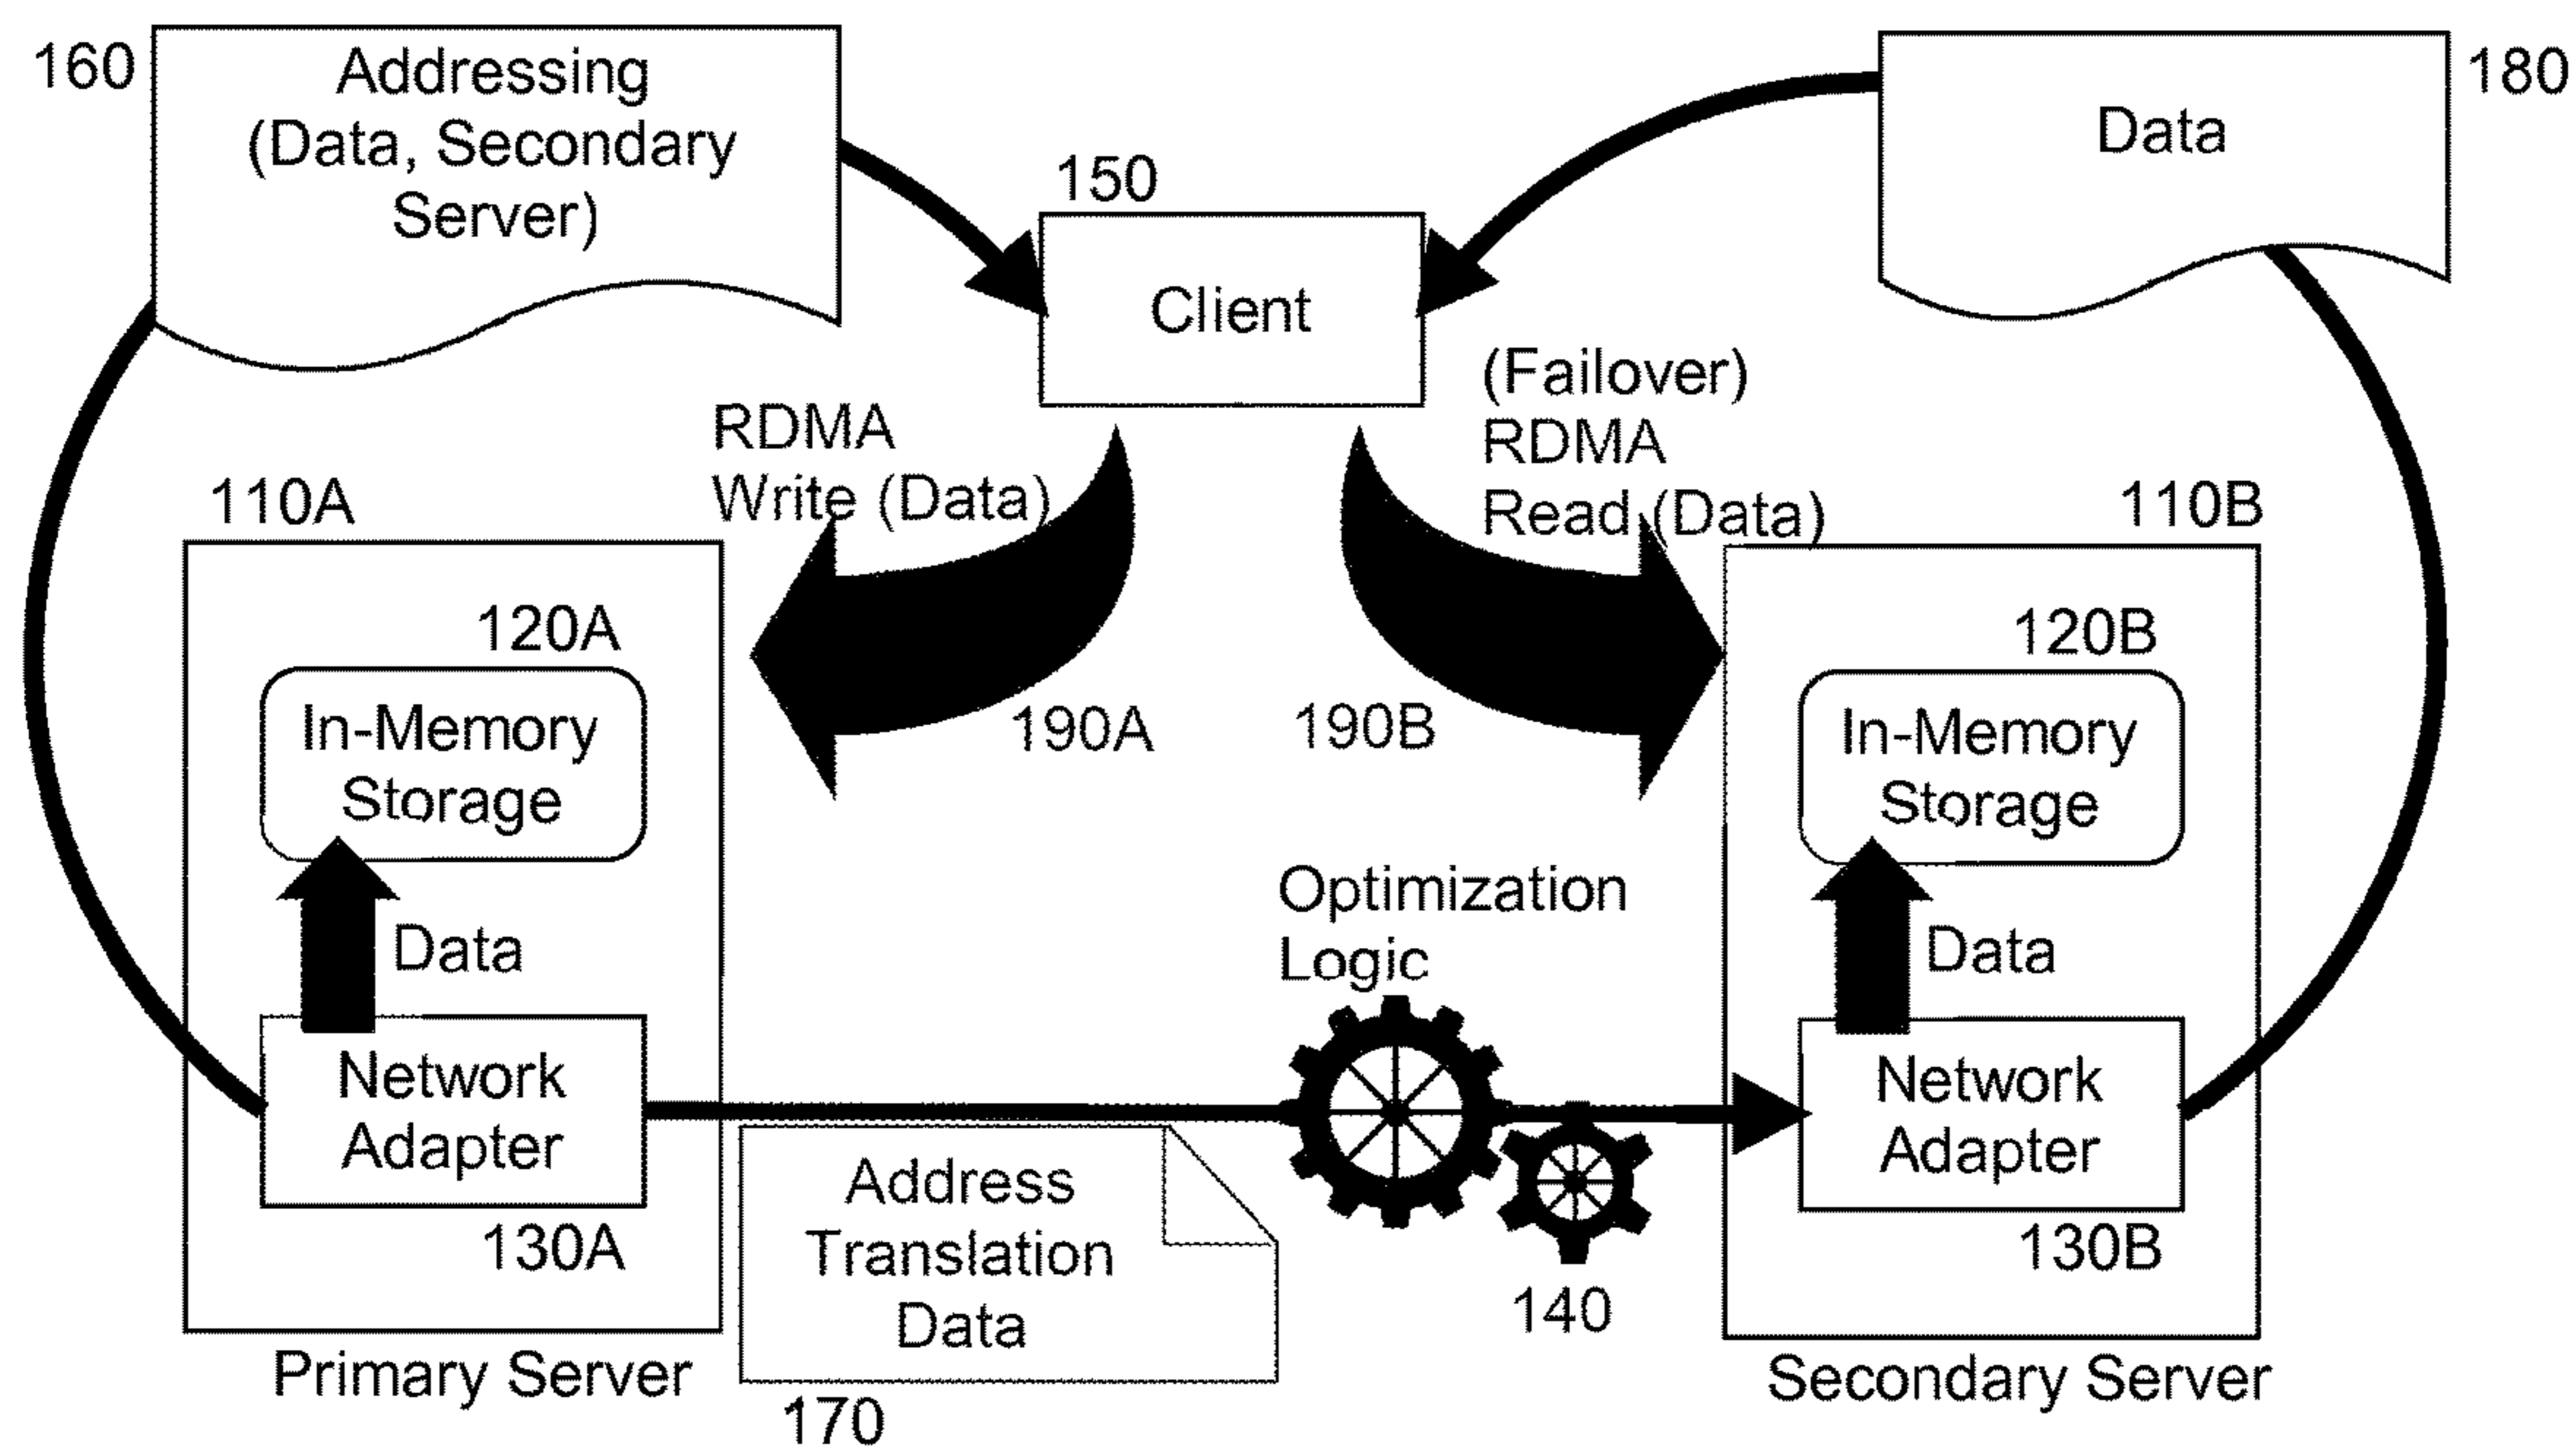 160
Addressing
(Data, Secondary
Server)
150
Client
Data
180
RDMA
Write (Data)
(Failover)
RDMA
Read (Data)
110A
110B
120A
In-Memory
Storage
190A
190B
120B
In-Memory
Storage
Data
Optimization
Logic
Data
Network
Adapter
130A
Address
Translation
Data
140
Network
Adapter
130B
Primary Server
170
Secondary Server